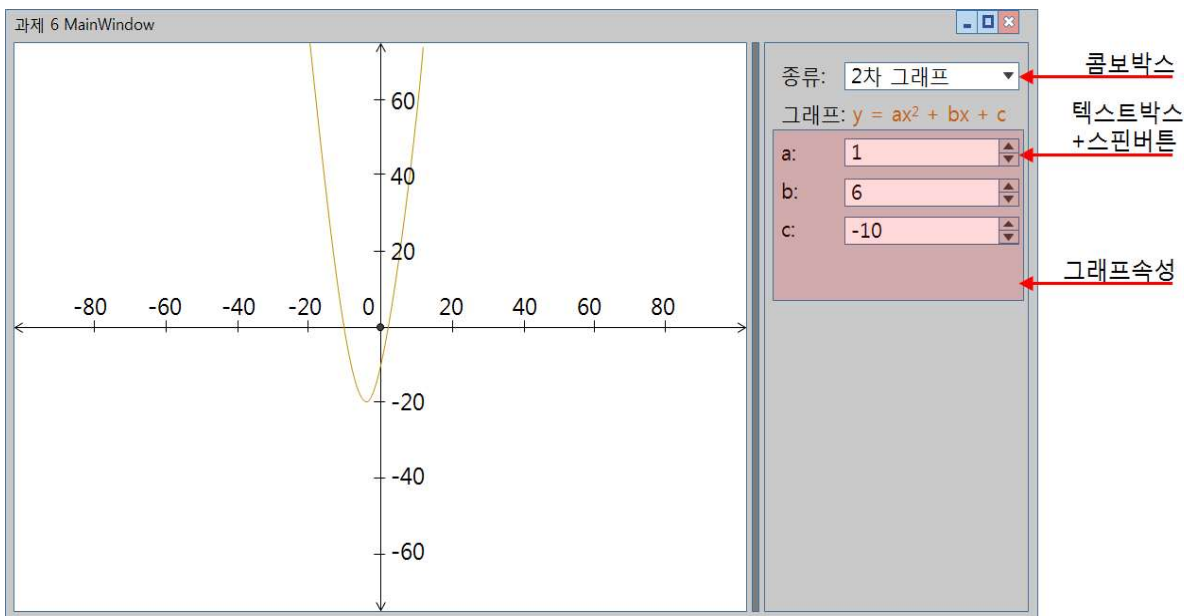 과제 6 MainWindow
종류: 2차 그래프
그래프: y = ax² + bx + c
a: 1
b: 6
c: -10
콤보박스
텍스트박스
+스핀버튼
그래프속성
60
40
20
-80 -60 -40 -20 0 20 40 60 80
-20
-40
-60